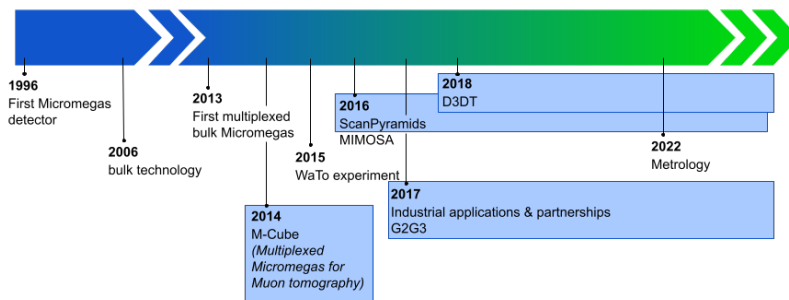 1996
First Micromegas
detector
2006
bulk technology
2013
First multiplexed
bulk Micromegas
2014
M-Cube
(Multiplexed
Micromegas for
Muon tomography)
2015
WaTo experiment
2016
ScanPyramids
MIMOSA
2017
Industrial applications & partnerships
G2G3
2018
D3DT
2022
Metrology